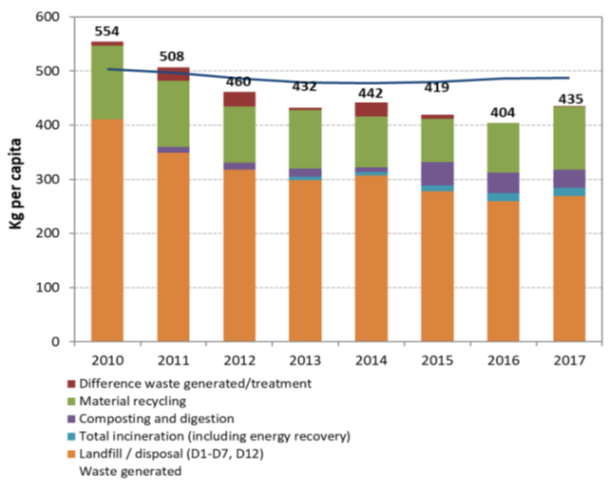 600
554
508
500
460
432
442
419
404
435
400
300
200
100
0
Kg per capita
2010 2011 2012 2013 2014 2015 2016 2017
Difference waste generated/treatment
Material recycling
Composting and digestion
Total incineration (including energy recovery)
Landfill / disposal (D1-D7, D12)
Waste generated